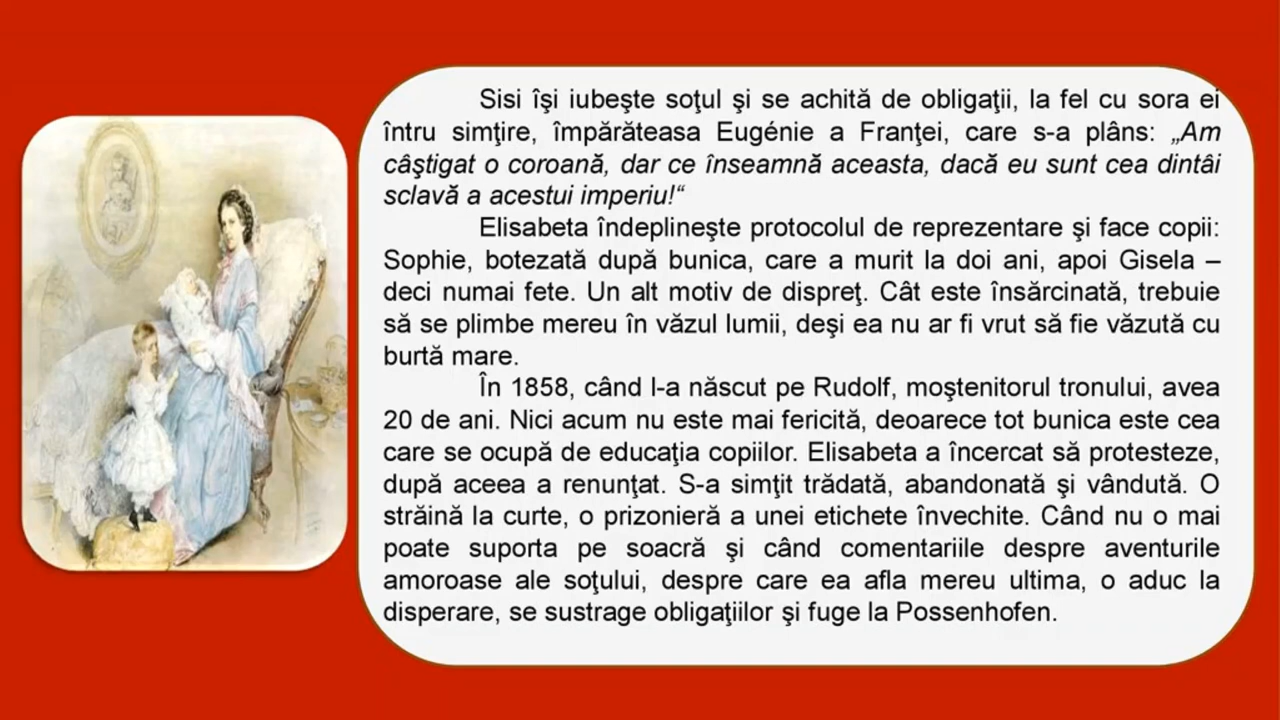 Sisi îşi iubeşte soţul şi se achită de obligaţii, la fel cu sora ei
întru simţire, împărăteasa Eugénie a Franţei, care s-a plâns: „Am
câştigat o coroană, dar ce înseamnă aceasta, dacă eu sunt cea dintâi
sclavă a acestui imperiu!“
Elisabeta îndeplineşte protocolul de reprezentare şi face copii:
Sophie, botezată după bunica, care a murit la doi ani, apoi Gisela –
deci numai fete. Un alt motiv de dispreţ. Cât este însărcinată, trebuie
să se plimbe mereu în văzul lumii, deşi ea nu ar fi vrut să fie văzută cu
burtă mare.
În 1858, când l-a născut pe Rudolf, moştenitorul tronului, avea
20 de ani. Nici acum nu este mai fericită, deoarece tot bunica este cea
care se ocupă de educaţia copiilor. Elisabeta a încercat să protesteze,
după aceea a renunţat. S-a simţit trădată, abandonată şi vândută. O
străină la curte, o prizonieră a unei etichete învechite. Când nu o mai
poate suporta pe soacră şi când comentariile despre aventurile
amoroase ale soţului, despre care ea afla mereu ultima, o aduc la
disperare, se sustrage obligaţiilor şi fuge la Possenhofen.